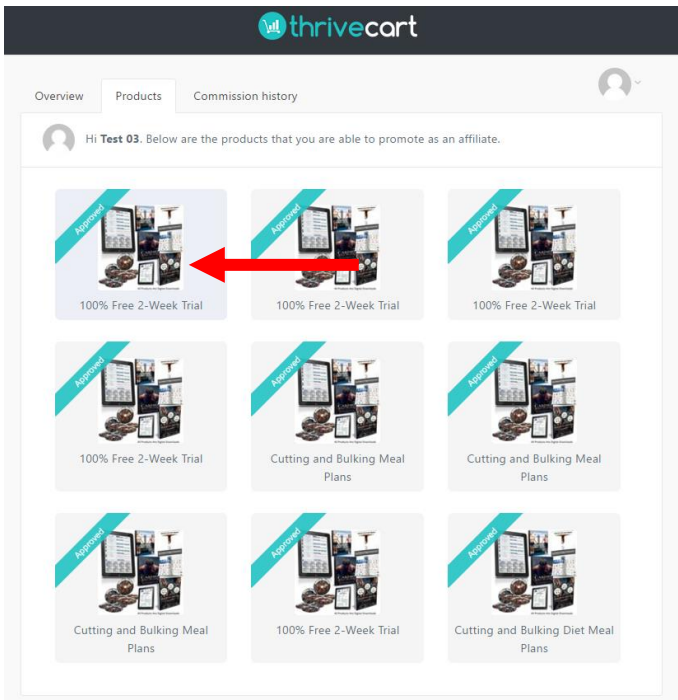 thrivecart
Overview Products Commission history
Hi Test 03. Below are the products that you are able to promote as an affiliate.
Approved Approved Approved
100% Free 2-Week Trial 100% Free 2-Week Trial 100% Free 2-Week Trial
Approved Approved Approved
100% Free 2-Week Trial Cutting and Bulking Meal Cutting and Bulking Meal
Plans Plans
Approved Approved Approved
Cutting and Bulking Meal 100% Free 2-Week Trial Cutting and Bulking Diet Meal
Plans Plans